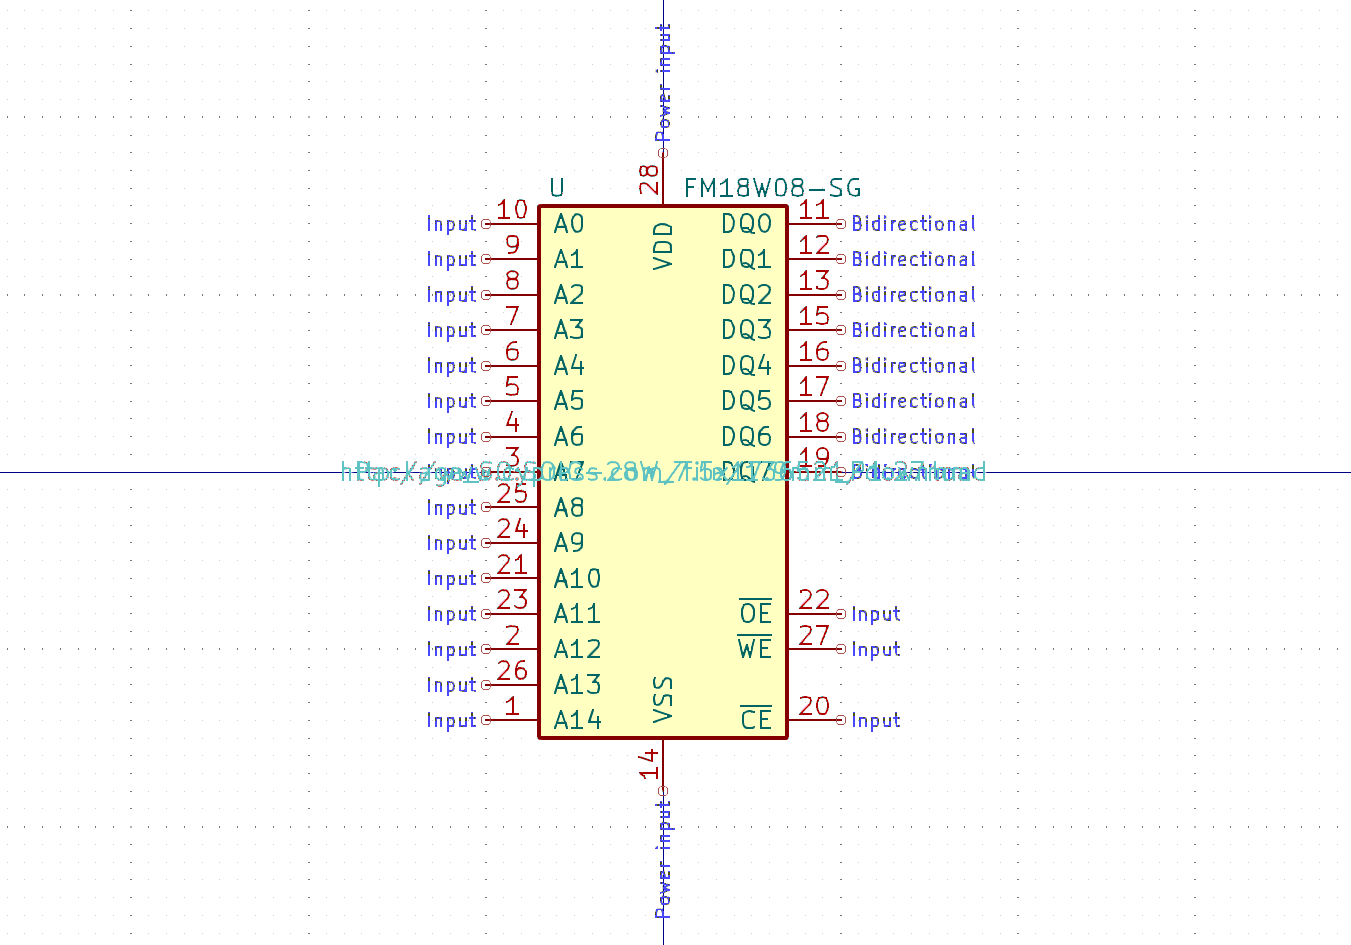 Power input
28
U FM18W08-SG
Input 10 A0 VDD DQ0 11 Bidirectional
Input 9 A1 DQ1 12 Bidirectional
Input 8 A2 DQ2 13 Bidirectional
Input 7 A3 DQ3 15 Bidirectional
Input 6 A4 DQ4 16 Bidirectional
Input 5 A5 DQ5 17 Bidirectional
Input 4 A6 DQ6 18 Bidirectional
Input 3 A7 DQ7 19 Bidirectional
Input 25 A8
Input 24 A9
Input 21 A10
Input 23 A11 OE 22 Input
Input 2 A12 WE 27 Input
Input 26 A13
Input 1 A14 VSS CE 20 Input
14
Power input